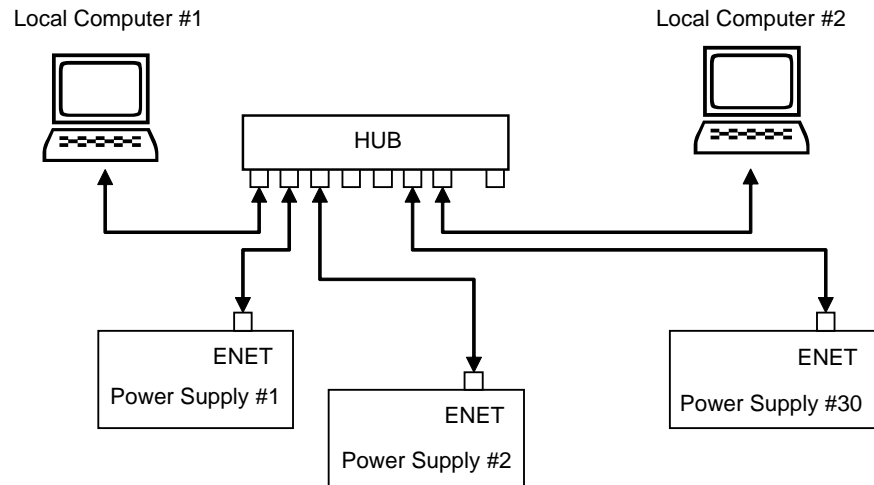 Local Computer #1
Local Computer #2
HUB
ENET
Power Supply #1
ENET
Power Supply #2
ENET
Power Supply #30